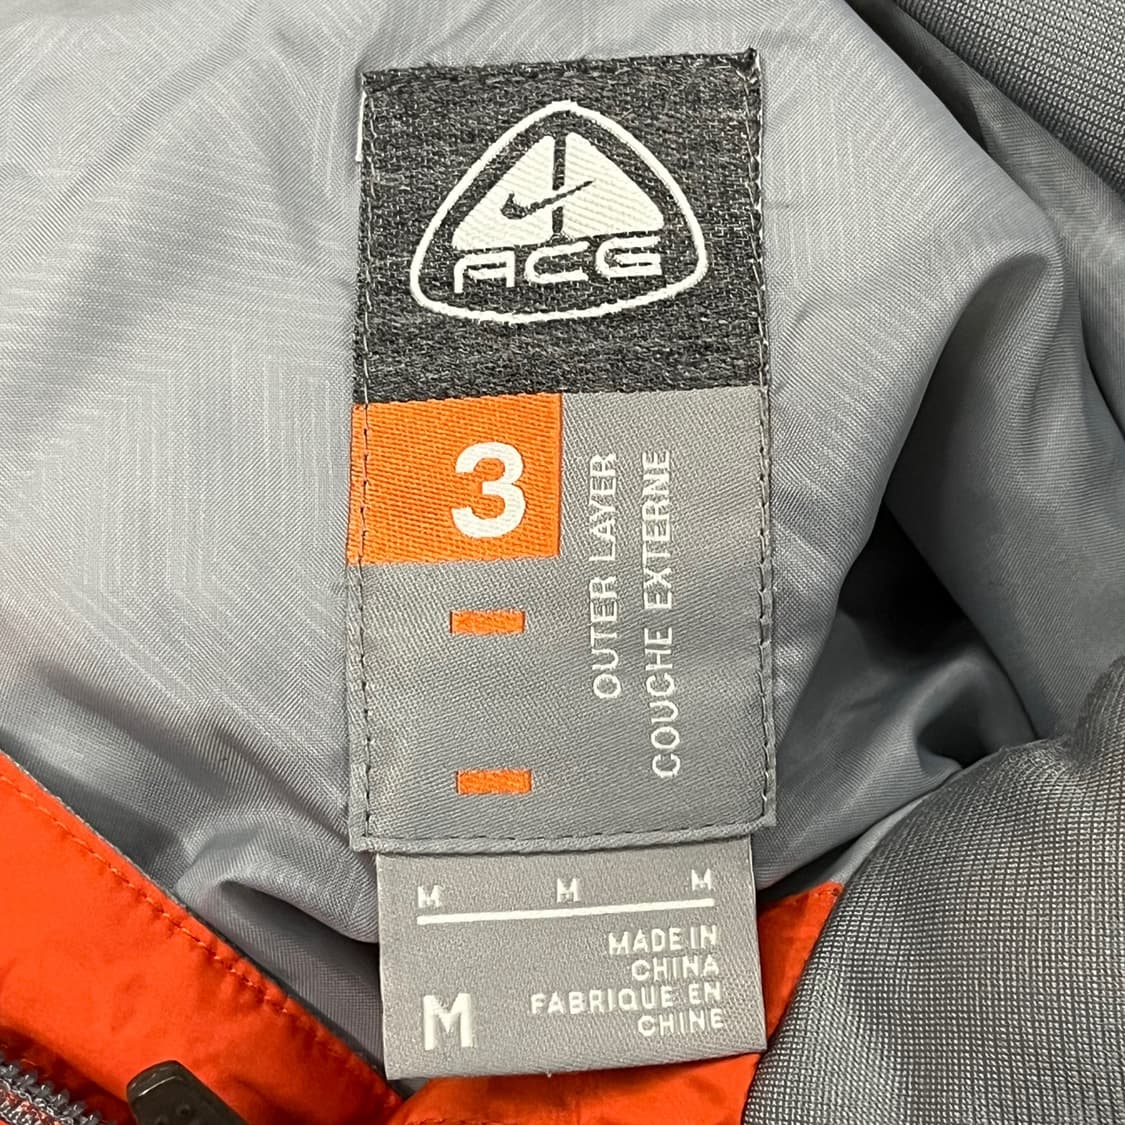 ACG
3
OUTER LAYER
COUCHE EXTERNE
M M M
MADE IN
CHINA
M
FABRIQUE EN
CHINE